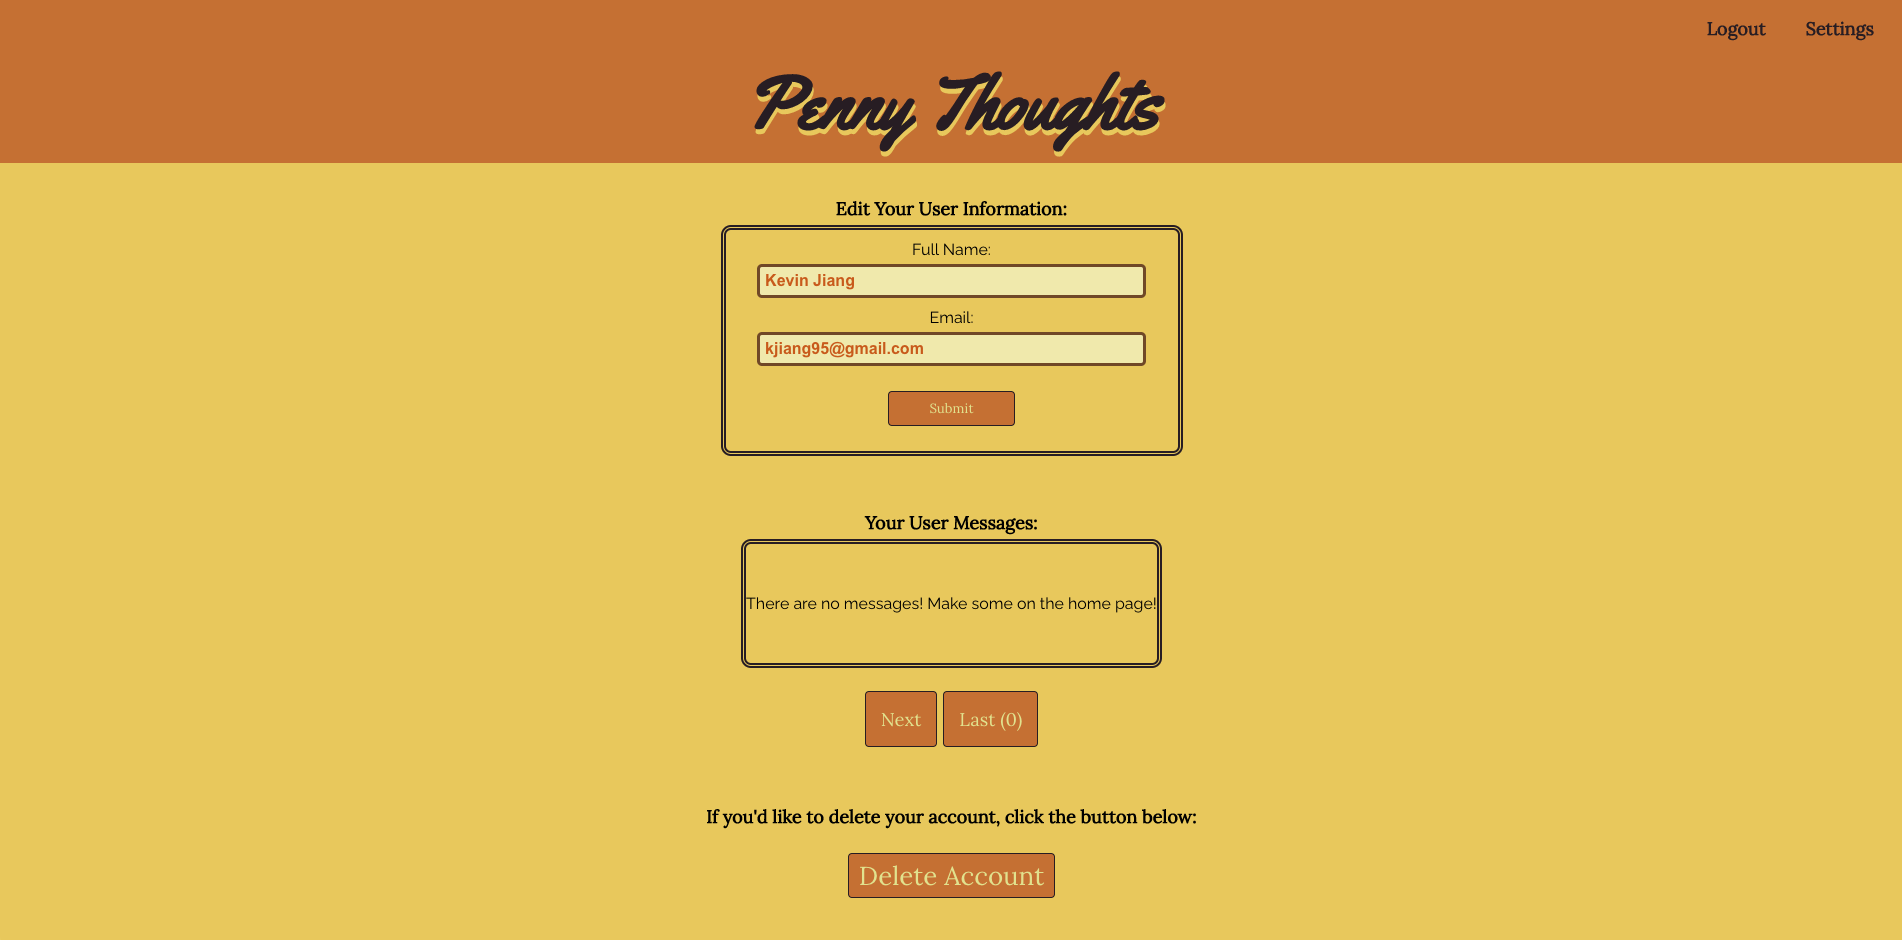 Logout Settings
Penny Thoughts
Edit Your User Information:
Full Name:
Kevin Jiang
Email:
kjiang95@gmail.com
Submit
Your User Messages:
There are no messages! Make some on the home page!
Next Last (0)
If you'd like to delete your account, click the button below:
Delete Account